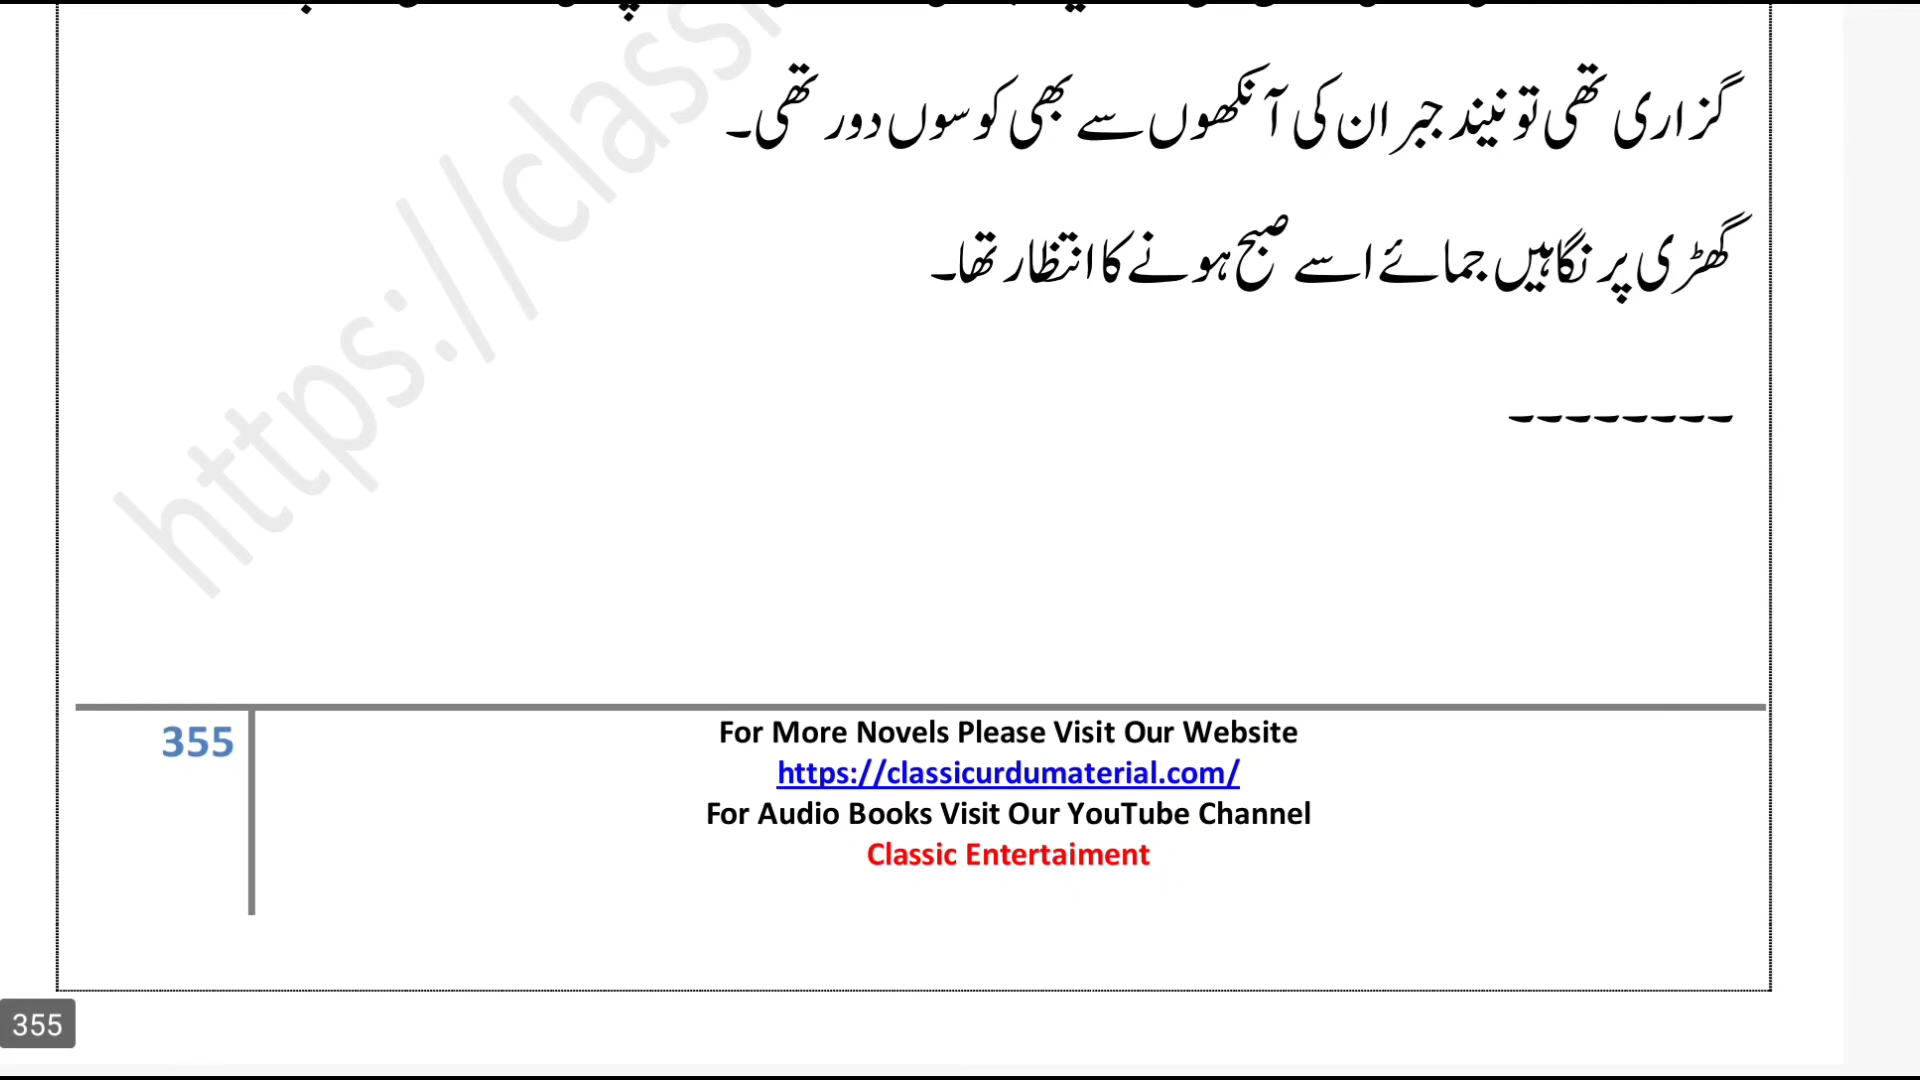 گزاری تھی تو نیند جبران کی آنکھوں سے بھی کوسوں دور تھی۔
گھڑی پر نگاہیں جمائے اسے صبح ہونے کا انتظار تھا۔
۔۔۔۔۔۔۔۔
https://classi
355
For More Novels Please Visit Our Website
https://classicurdumaterial.com/
For Audio Books Visit Our YouTube Channel
Classic Entertaiment
355